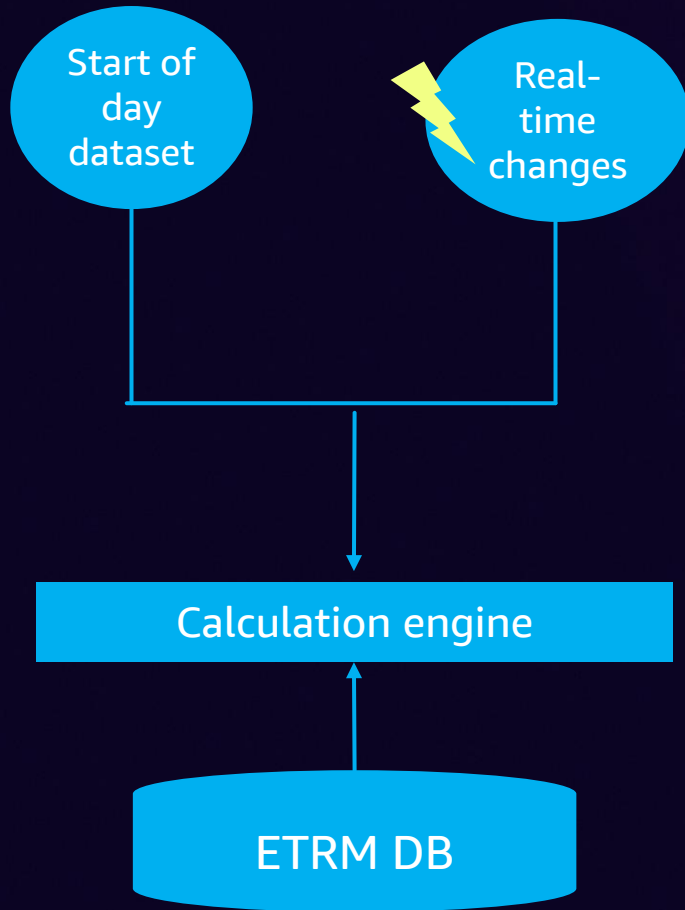 Start of
day
dataset
Real-
time
changes
Calculation engine
ETRM DB